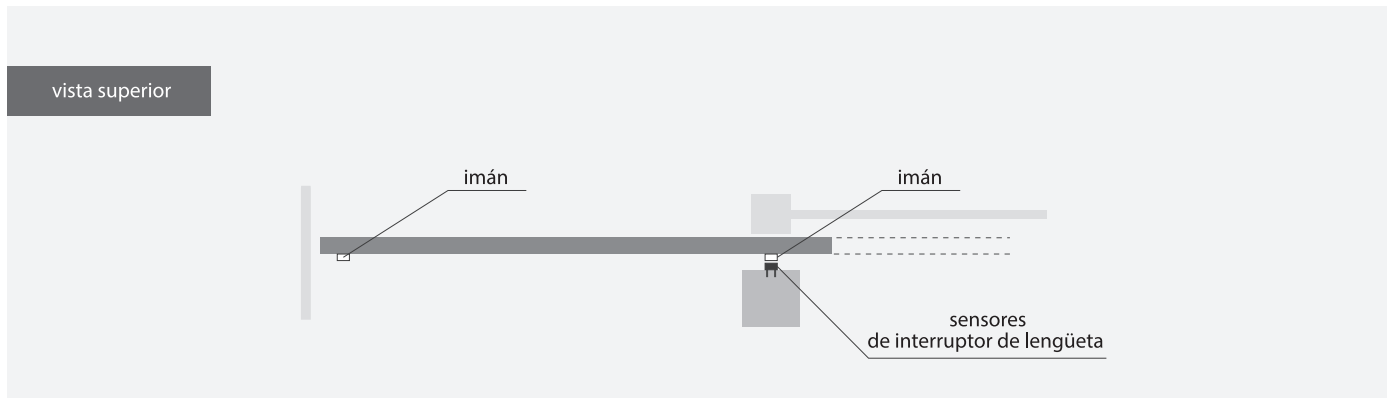 vista superior
imán
imán
sensores
de interruptor de lengüeta